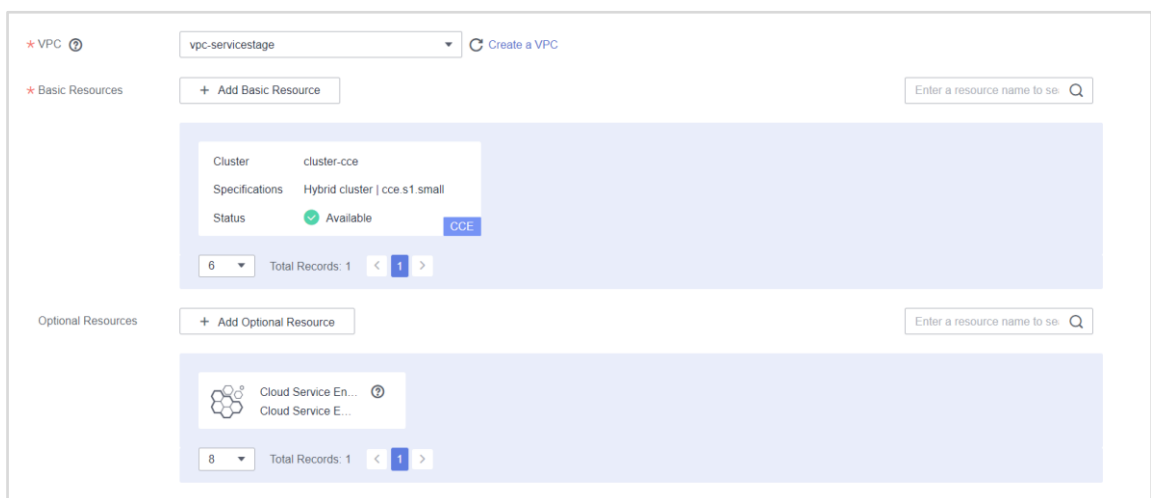 * VPC
vpc-servicestage
Create a VPC
* Basic Resources
+ Add Basic Resource
Enter a resource name to se
Cluster cluster-cce
Specifications Hybrid cluster | cce.s1.small
Status Available
CCE
6 Total Records: 1 < 1 >
Optional Resources
+ Add Optional Resource
Enter a resource name to se
Cloud Service En...
Cloud Service E...
8 Total Records: 1 < 1 >